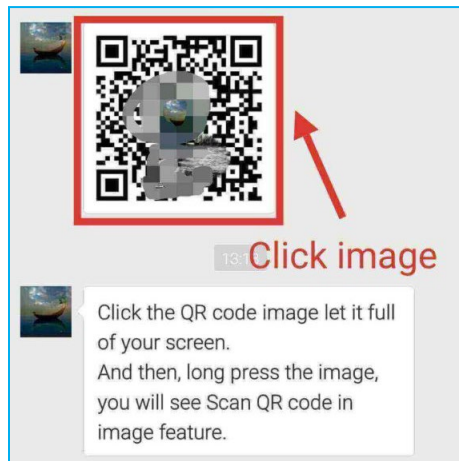 13:16
Click image
Click the QR code image let it full
of your screen.
And then, long press the image,
you will see Scan QR code in
image feature.